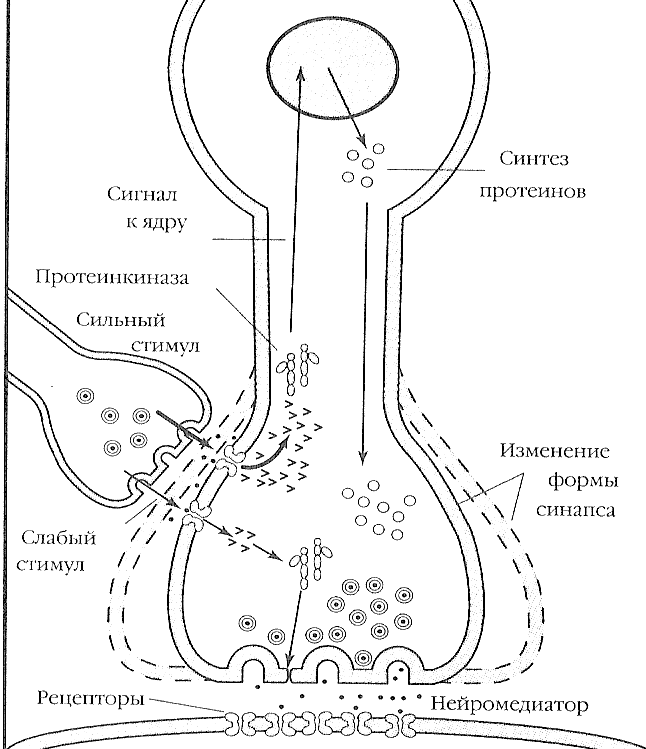 Синтез
протеинов
Сигнал
к ядру
Протеинкиназа
Сильный
стимул
Изменение
формы
синапса
Слабый
стимул
Рецепторы
Нейромедиатор